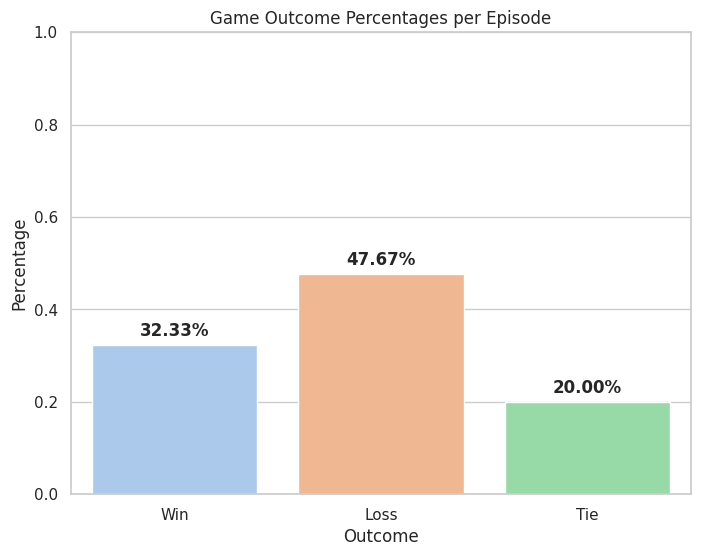 Game Outcome Percentages per Episode
1.0
0.8
0.6
0.4
0.2
0.0
Percentage
32.33%
47.67%
20.00%
Win
Loss
Tie
Outcome